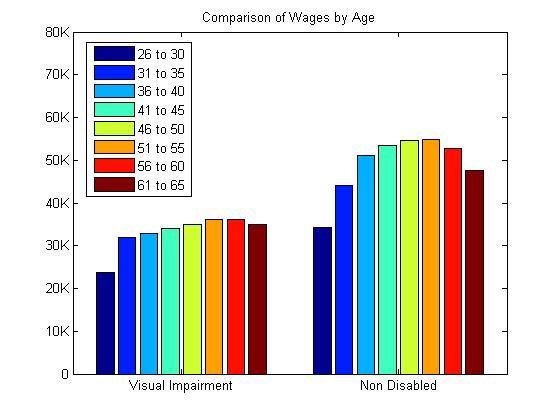 Comparison of Wages by Age
80K
70K
60K
50K
40K
30K
20K
10K
0
26 to 30
31 to 35
36 to 40
41 to 45
46 to 50
51 to 55
56 to 60
61 to 65
Visual Impairment
Non Disabled